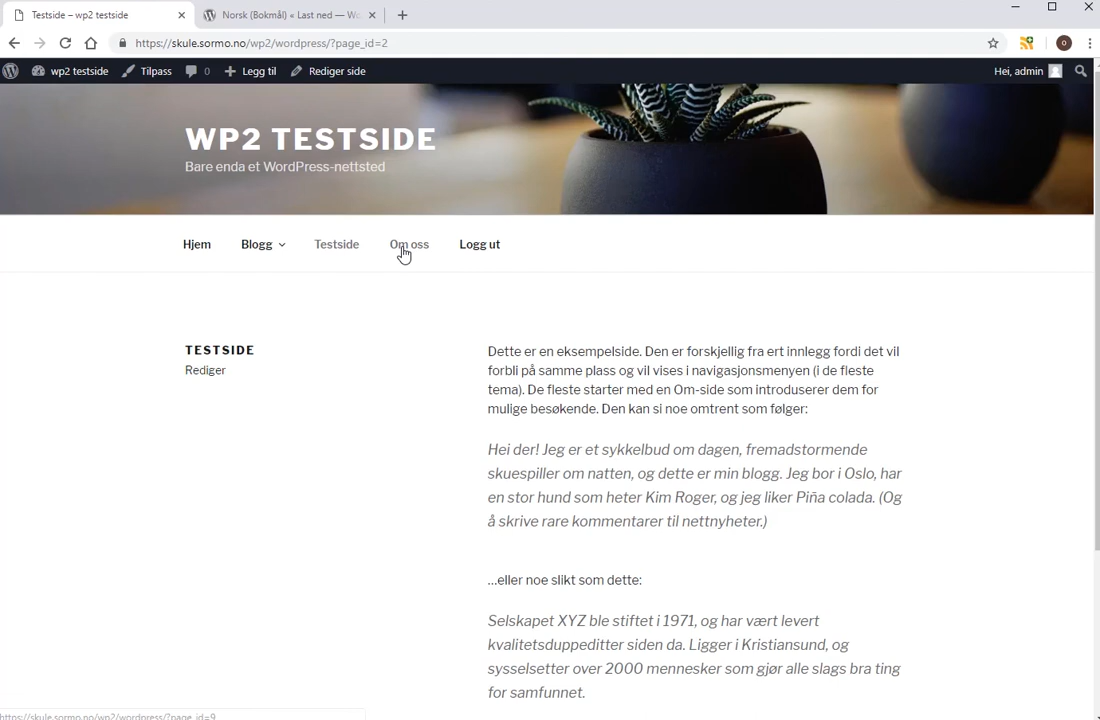 Testside – wp2 testside
Norsk (Bokmål) « Last ned — Wo
https://skule.sormo.no/wp2/wordpress/?page_id=2
wp2 testside
Tilpass
0
Legg til
Rediger side
Hei, admin
WP2 TESTSIDE
Bare enda et WordPress-nettsted
Hjem
Blogg
Testside
Om oss
Logg ut
TESTSIDE
Rediger
Dette er en eksempelside. Den er forskjellig fra ert innlegg fordi det vil
forbli på samme plass og vil vises i navigasjonsmenyen (i de fleste
tema). De fleste starter med en Om-side som introduserer dem for
mulige besøkende. Den kan si noe omtrent som følger:
Hei der! Jeg er et sykkelbud om dagen, fremadstormende
skuespiller om natten, og dette er min blogg. Jeg bor i Oslo, har
en stor hund som heter Kim Roger, og jeg liker Piña colada. (Og
å skrive rare kommentarer til nettnyheter.)
…eller noe slikt som dette:
Selskapet XYZ ble stiftet i 1971, og har vært levert
kvalitetsduppeditter siden da. Ligger i Kristiansund, og
sysselsetter over 2000 mennesker som gjør alle slags bra ting
for samfunnet.
https://skule.sormo.no/wp2/wordpress/?page_id=9